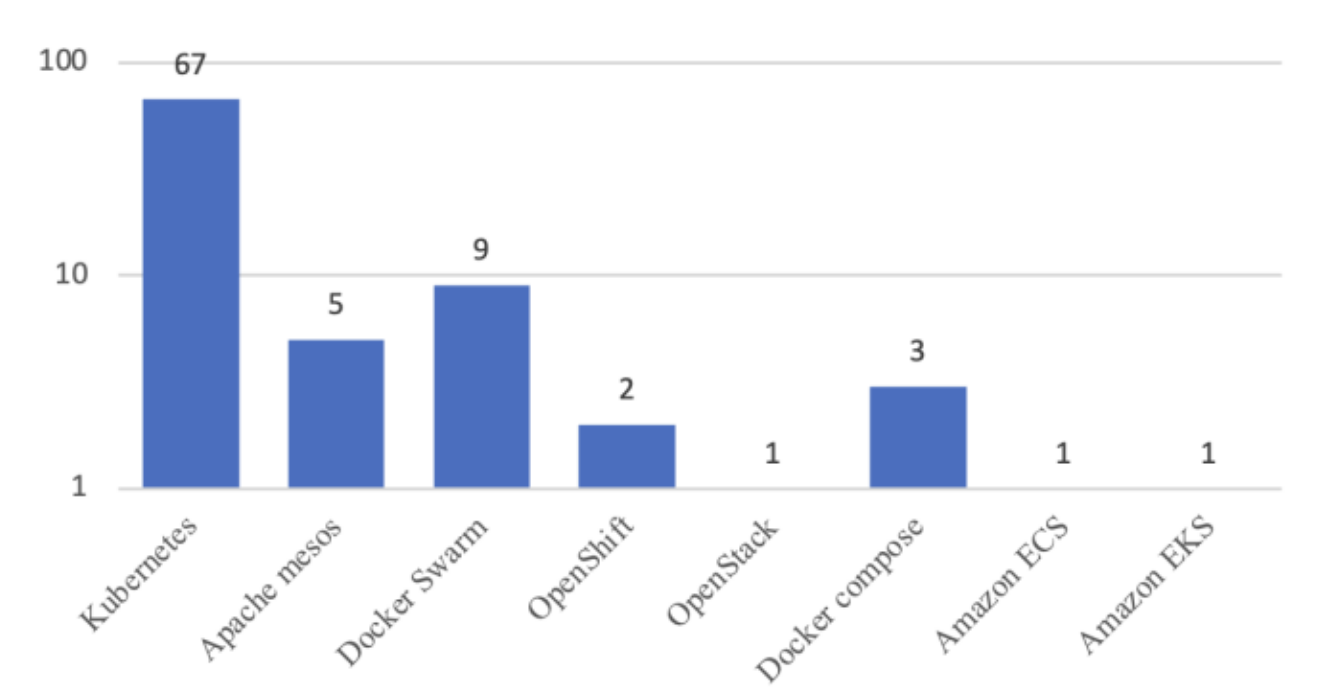 100
10
1
67
5
9
2
1
3
1
1
Kubernetes
Apache mesos
Docker Swarm
OpenShift
OpenStack
Docker compose
Amazon ECS
Amazon EKS